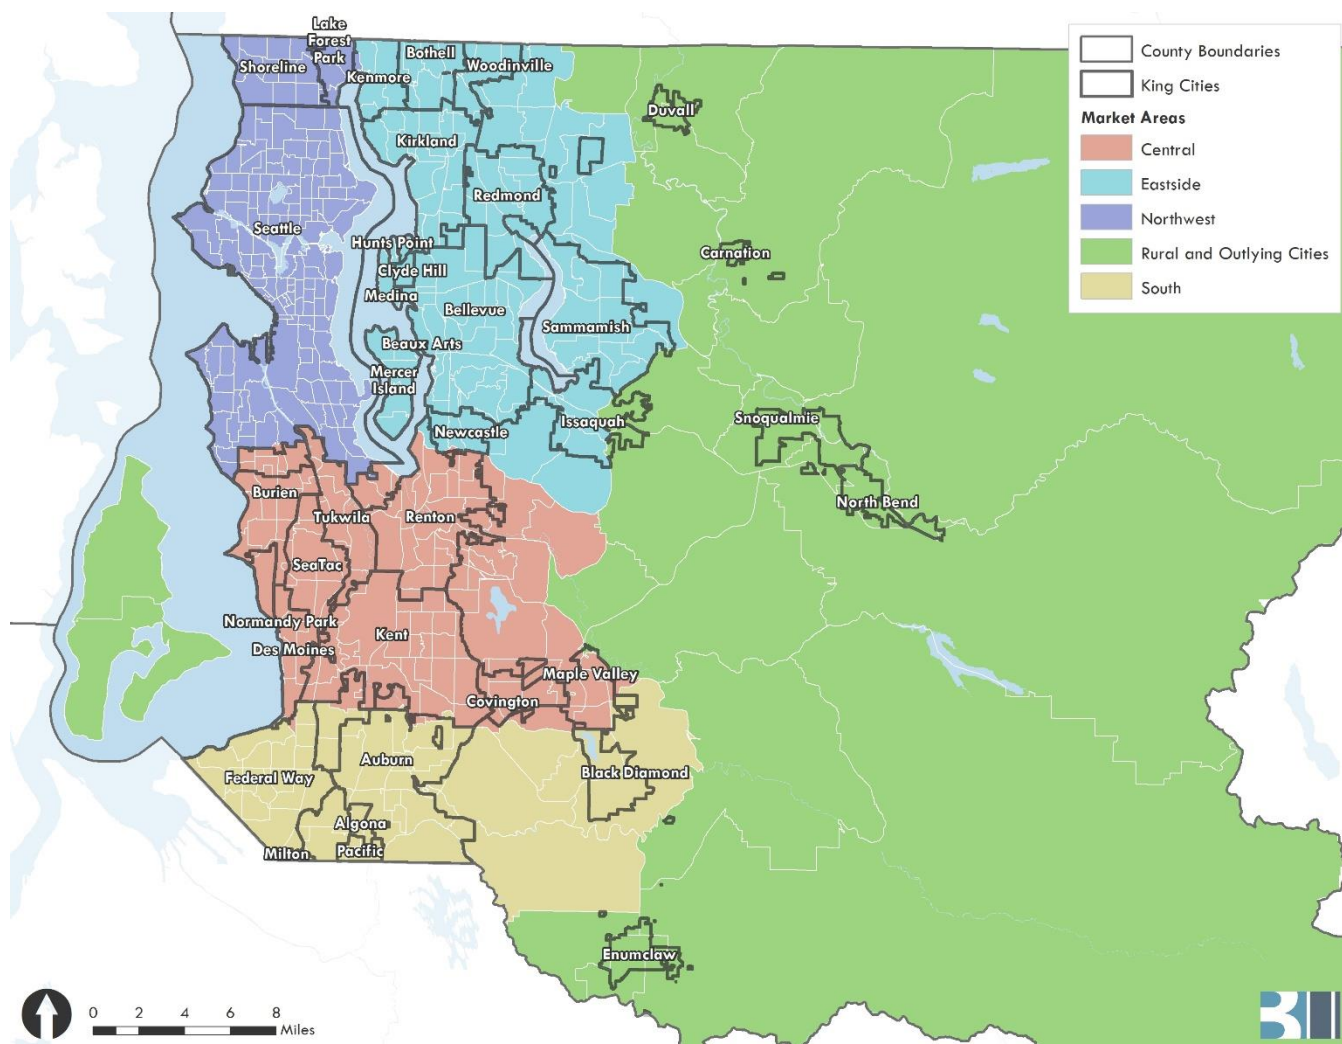 Lake
Forest
Park
Shoreline
Bothell
Woodinville
Kenmore
Duvall
Kirkland
Redmond
Seattle
Hunts Point
Carnation
Clyde Hill
Medina
Bellevue
Sammamish
Beaux Arts
Mercer
Island
Snoqualmie
Issaquah
Newcastle
North Bend
Burien
Tukwila
Renton
SeaTac
Normandy Park
Kent
Des Moines
Maple Valley
Covington
Federal Way
Auburn
Black Diamond
Algona
Milton
Pacific
Enumclaw
County Boundaries
King Cities
Market Areas
Central
Eastside
Northwest
Rural and Outlying Cities
South
0 2 4 6 8
Miles